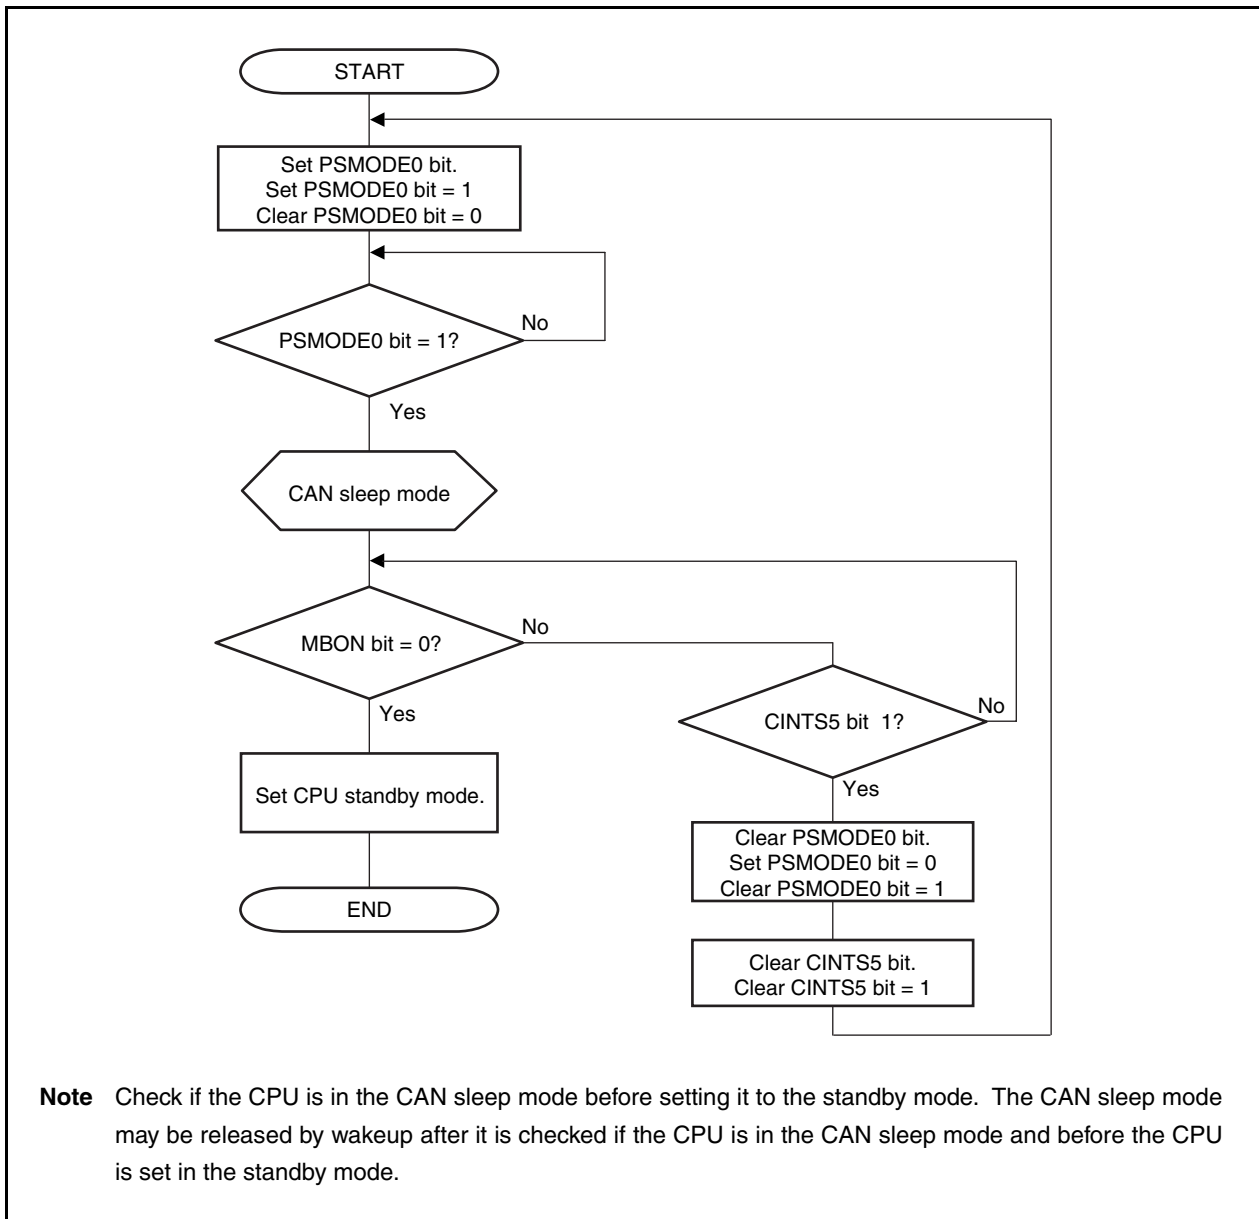 START
Set PSMODE0 bit.
Set PSMODE0 bit = 1
Clear PSMODE0 bit = 0
PSMODE0 bit = 1?
No
Yes
CAN sleep mode
MBON bit = 0?
No
Yes
CINTS5 bit  1?
No
Yes
Set CPU standby mode.
Clear PSMODE0 bit.
Set PSMODE0 bit = 0
Clear PSMODE0 bit = 1
END
Clear CINTS5 bit.
Clear CINTS5 bit = 1
Note Check if the CPU is in the CAN sleep mode before setting it to the standby mode. The CAN sleep mode
may be released by wakeup after it is checked if the CPU is in the CAN sleep mode and before the CPU
is set in the standby mode.